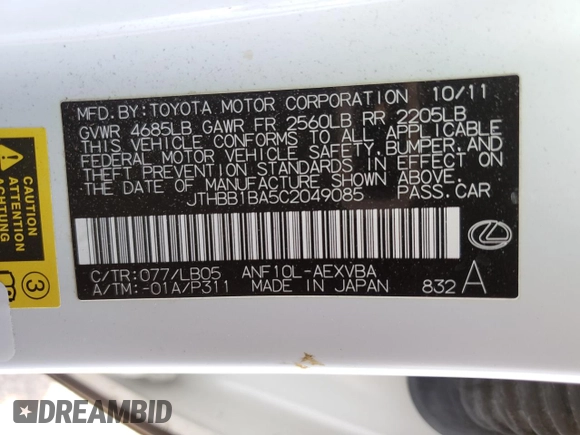 MFD. BY: TOYOTA MOTOR CORPORATION 10/11
GVWR 4685LB GAWR FR 2560LB RR 2205LB
THIS VEHICLE CONFORMS TO ALL APPLICABLE
FEDERAL MOTOR VEHICLE SAFETY, BUMPER, AND
THEFT PREVENTION STANDARDS IN EFFECT ON
THE DATE OF MANUFACTURE SHOWN ABOVE.
JTHBB1BA5C2049085 PASS. CAR
C/TR: 077/LB05 ANF10L-AEXVBA
A/TM: -01A/P311 MADE IN JAPAN 832 A
CAUTION
ACHTUNG
3
DREAMBID